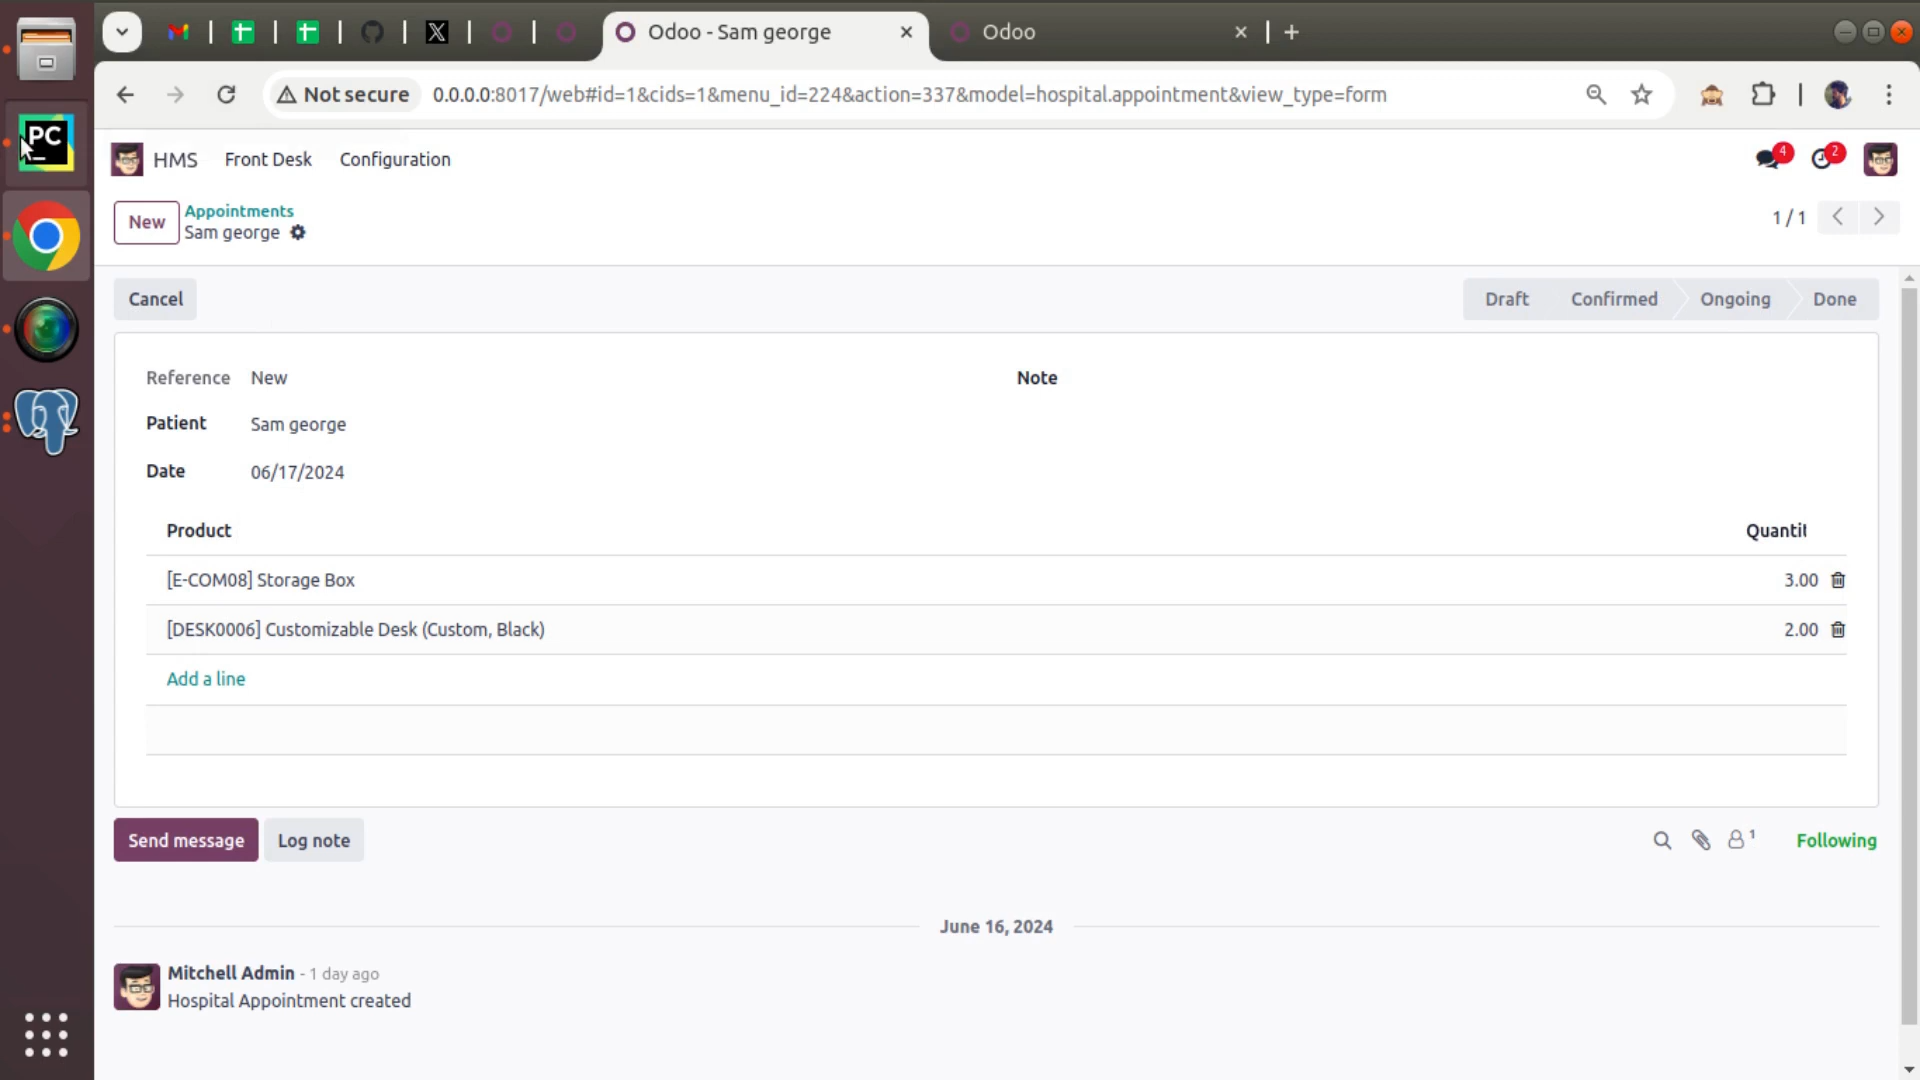 Odoo - Sam george
Odoo
Not secure
0.0.0.0:8017/web#id=1&cids=1&menu_id=224&action=337&model=hospital.appointment&view_type=form
PC
HMS
Front Desk
Configuration
4
2
New
Appointments
Sam george
1 / 1
Cancel
Draft
Confirmed
Ongoing
Done
Reference
New
Note
Patient
Sam george
Date
06/17/2024
Product
Quantit
[E-COM08] Storage Box
3.00
[DESK0006] Customizable Desk (Custom, Black)
2.00
Add a line
Send message
Log note
1
Following
June 16, 2024
Mitchell Admin - 1 day ago
Hospital Appointment created